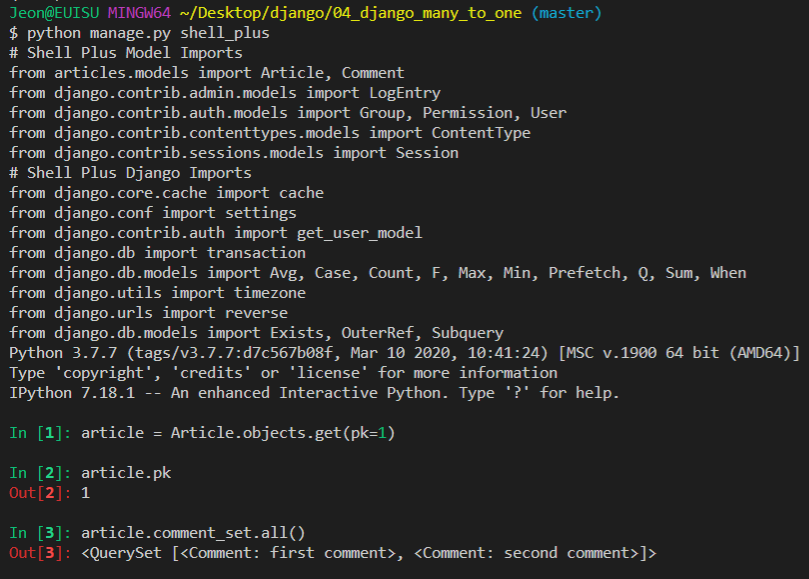 Jeon@EUISU MINGW64 ~/Desktop/django/04_django_many_to_one (master)
$ python manage.py shell_plus
# Shell Plus Model Imports
from articles.models import Article, Comment
from django.contrib.admin.models import LogEntry
from django.contrib.auth.models import Group, Permission, User
from django.contrib.contenttypes.models import ContentType
from django.contrib.sessions.models import Session
# Shell Plus Django Imports
from django.core.cache import cache
from django.conf import settings
from django.contrib.auth import get_user_model
from django.db import transaction
from django.db.models import Avg, Case, Count, F, Max, Min, Prefetch, Q, Sum, When
from django.utils import timezone
from django.urls import reverse
from django.db.models import Exists, OuterRef, Subquery
Python 3.7.7 (tags/v3.7.7:d7c567b08f, Mar 10 2020, 10:41:24) [MSC v.1900 64 bit (AMD64)]
Type 'copyright', 'credits' or 'license' for more information
IPython 7.18.1 -- An enhanced Interactive Python. Type '?' for help.
In [1]: article = Article.objects.get(pk=1)
In [2]: article.pk
Out[2]: 1
In [3]: article.comment_set.all()
Out[3]: <QuerySet [<Comment: first comment>, <Comment: second comment>]>